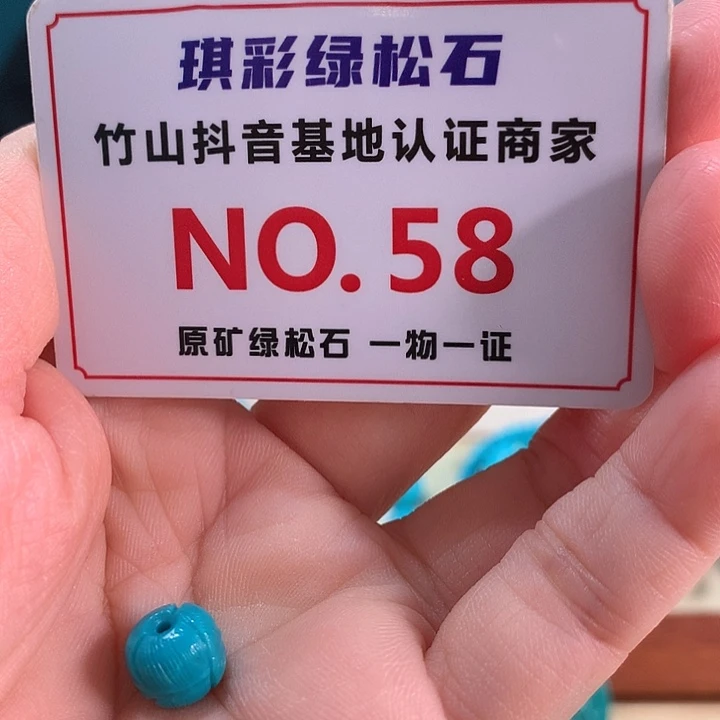 琪彩绿松石
竹山抖音基地认证商家
NO.58
原矿绿松石 一物一证